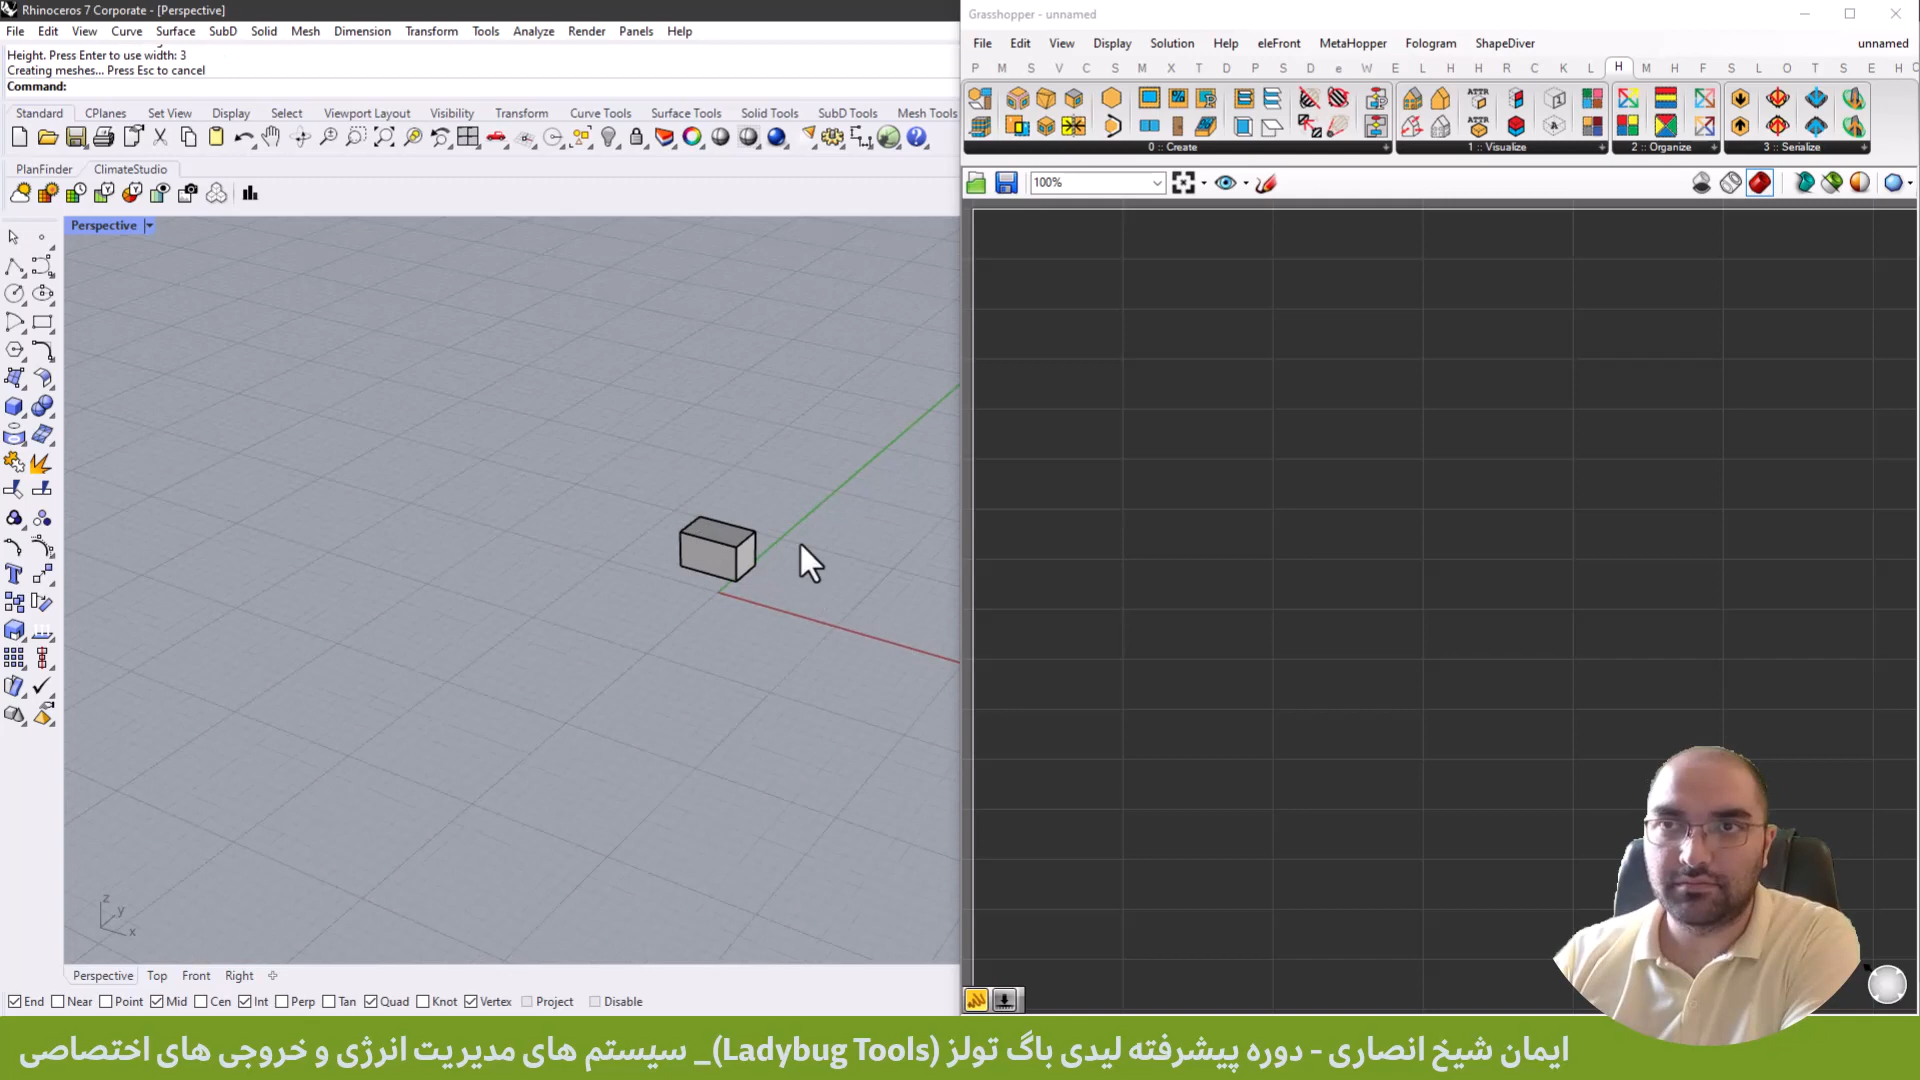 Rhinoceros 7 Corporate - [Perspective]
File Edit View Curve Surface SubD Solid Mesh Dimension Transform Tools Analyze Render Panels Help
Height. Press Enter to use width: 3
Creating meshes... Press Esc to cancel
Command:
Standard CPlanes Set View Display Select Viewport Layout Visibility Transform Curve Tools Surface Tools Solid Tools SubD Tools Mesh Tools
PlanFinder ClimateStudio
Perspective
z
y
x
Perspective Top Front Right
End Near Point Mid Cen Int Perp Tan Quad Knot Vertex Project Disable
Grasshopper - unnamed
File Edit View Display Solution Help eleFront MetaHopper Fologram ShapeDiver unnamed
P M S V C S M X T D P S D e W E L H H R C K L H M H F S L O T S E H
ATTR
ATTR
0 :: Create 1 :: Visualize 2 :: Organize 3 :: Serialize
100%
ایمان شیخ انصاری - دوره پیشرفته لیدی باگ تولز (Ladybug Tools)_ سیستم های مدیریت انرژی و خروجی های اختصاصی